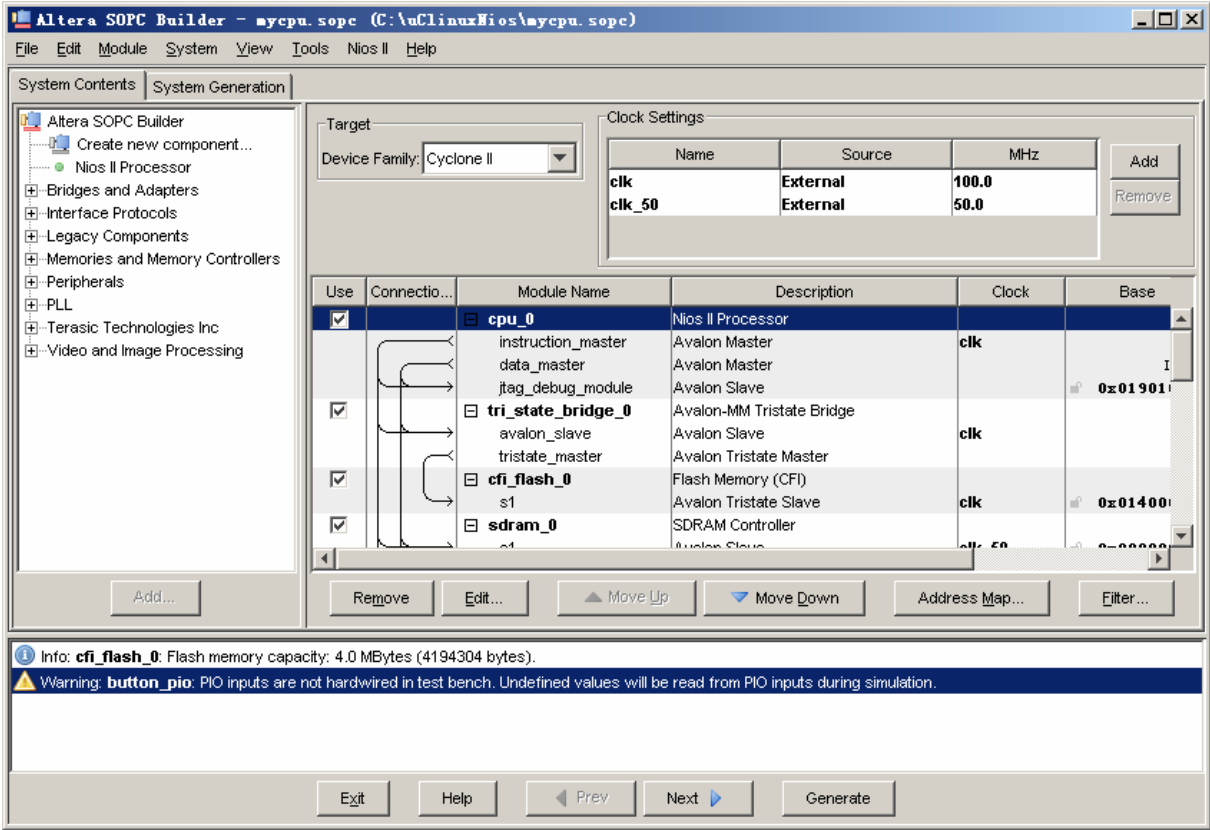 Altera SOPC Builder - mycpu.sopc (C:\uClinuxNios\mycpu.sopc)
File Edit Module System View Tools Nios II Help
System Contents System Generation
Altera SOPC Builder
Create new component...
Nios II Processor
Bridges and Adapters
Interface Protocols
Legacy Components
Memories and Memory Controllers
Peripherals
PLL
Terasic Technologies Inc
Video and Image Processing
Add...
Target
Device Family: Cyclone II
Clock Settings
Name Source MHz
clk External 100.0
clk_50 External 50.0
Add
Remove
Use Connectio... Module Name Description Clock Base
cpu_0 Nios II Processor
instruction_master Avalon Master clk
data_master Avalon Master
jtag_debug_module Avalon Slave
tri_state_bridge_0 Avalon-MM Tristate Bridge
avalon_slave Avalon Slave clk
tristate_master Avalon Tristate Master
cfi_flash_0 Flash Memory (CFI)
s1 Avalon Tristate Slave clk
sdram_0 SDRAM Controller
Remove Edit... Move Up Move Down Address Map... Filter...
Info: cfi_flash_0: Flash memory capacity: 4.0 MBytes (4194304 bytes).
Warning: button_pio: PIO inputs are not hardwired in test bench. Undefined values will be read from PIO inputs during simulation.
Exit Help Prev Next Generate